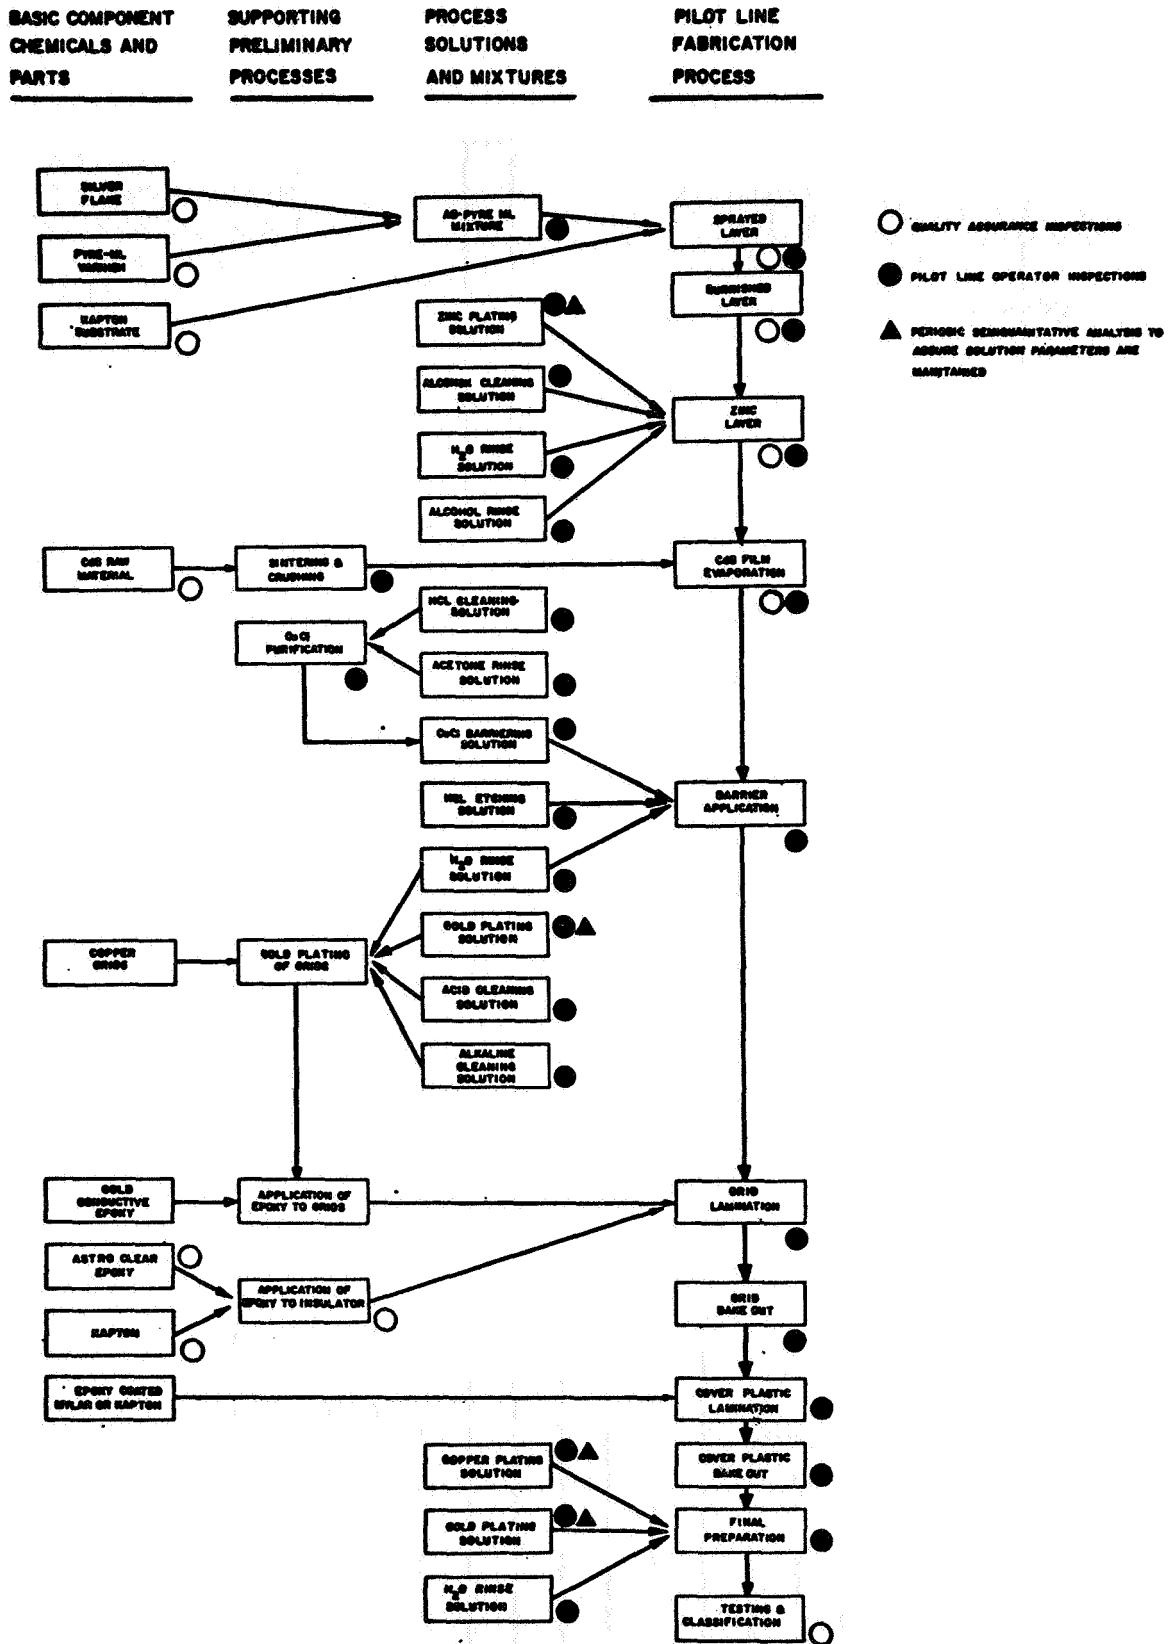 BASIC COMPONENT
CHEMICALS AND
PARTS
SUPPORTING
PRELIMINARY
PROCESSES
PROCESS
SOLUTIONS
AND MIXTURES
PILOT LINE
FABRICATION
PROCESS
SILVER
FLAKE
PYRE-ML
VARNISH
KAPTON
SUBSTRATE
AG-PYRE ML
MIXTURE
SPRAYED
LAYER
BURNISHED
LAYER
QUALITY ASSURANCE INSPECTIONS
PILOT LINE OPERATOR INSPECTIONS
PERIODIC SEMIQUANTITATIVE ANALYSIS TO
ASSURE SOLUTION PARAMETERS ARE
MAINTAINED
ZINC PLATING
SOLUTION
ALCOHOL CLEANING
SOLUTION
H2O RINSE
SOLUTION
ALCOHOL RINSE
SOLUTION
ZINC
LAYER
CdS RAW
MATERIAL
SINTERING &
CRUSHING
CdS FILM
EVAPORATION
HCL CLEANING
SOLUTION
CuCl
PURIFICATION
ACETONE RINSE
SOLUTION
CuCl BARRIERING
SOLUTION
HCL ETCHING
SOLUTION
BARRIER
APPLICATION
H2O RINSE
SOLUTION
GOLD PLATING
SOLUTION
COPPER
GRIDS
GOLD PLATING
OF GRIDS
ACID CLEANING
SOLUTION
ALKALINE
CLEANING
SOLUTION
GOLD
CONDUCTIVE
EPOXY
APPLICATION OF
EPOXY TO GRIDS
GRID
LAMINATION
ASTRO CLEAR
EPOXY
APPLICATION OF
EPOXY TO INSULATOR
GRID
BAKE OUT
KAPTON
EPOXY COATED
MYLAR OR KAPTON
COVER PLASTIC
LAMINATION
COPPER PLATING
SOLUTION
COVER PLASTIC
BAKE OUT
GOLD PLATING
SOLUTION
FINAL
PREPARATION
H2O RINSE
SOLUTION
TESTING &
CLASSIFICATION